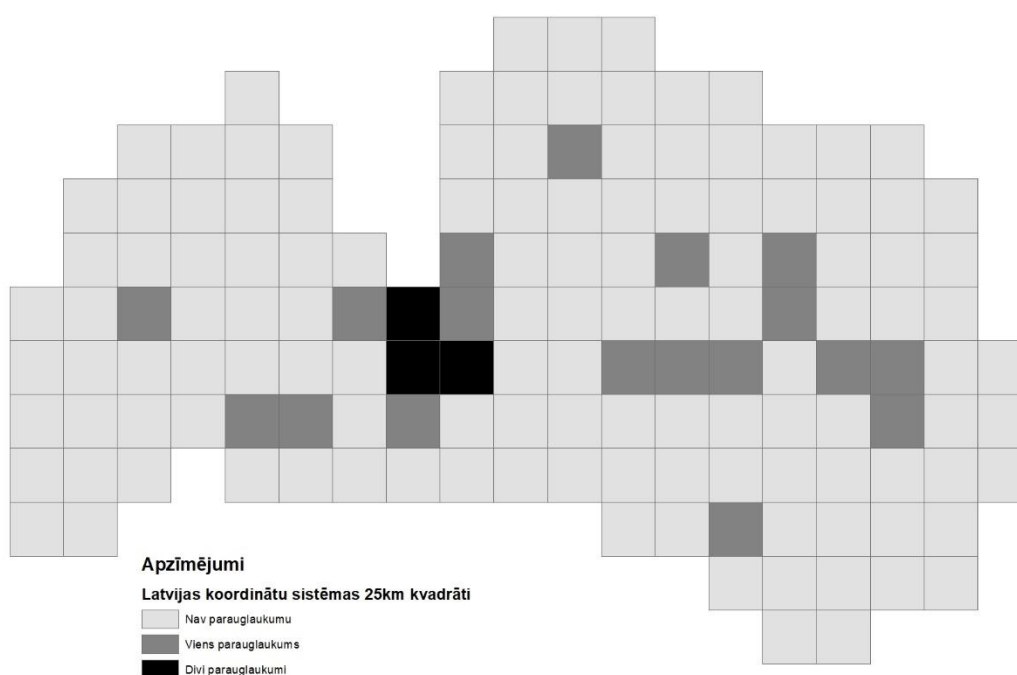 Apzīmējumi
Latvijas koordinātu sistēmas 25km kvadrāti
Nav parauglaukumu
Viens parauglaukums
Divi parauglaukumi